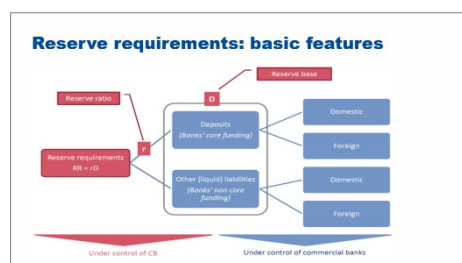 Reserve requirements: basic features
Reserve base
Reserve ratio
D
Deposits
(Banks' core funding)
Domestic
Foreign
r
Reserve requirements
RR = rD
Other (liquid) liabilities
(Banks' non core
funding)
Domestic
Foreign
Under control of CB
Under control of commercial banks